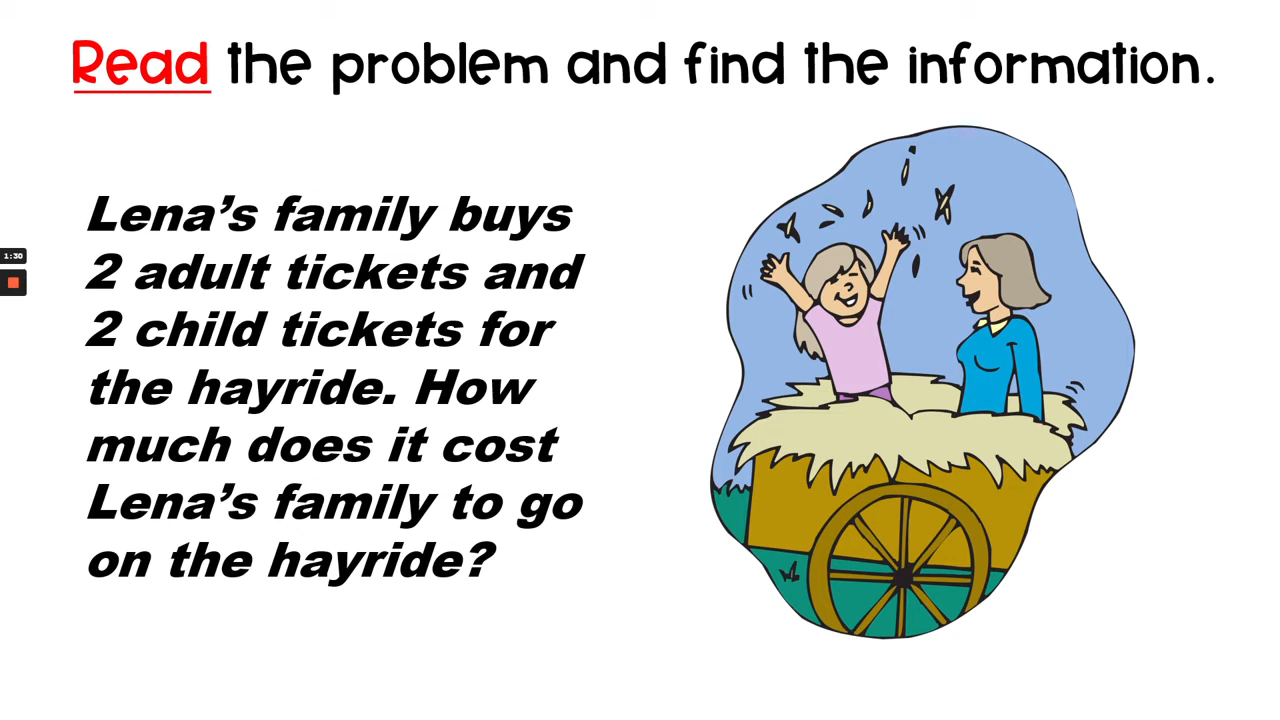 Read the problem and find the information.
Lena’s family buys
2 adult tickets and
2 child tickets for
the hayride. How
much does it cost
Lena’s family to go
on the hayride?
1:30